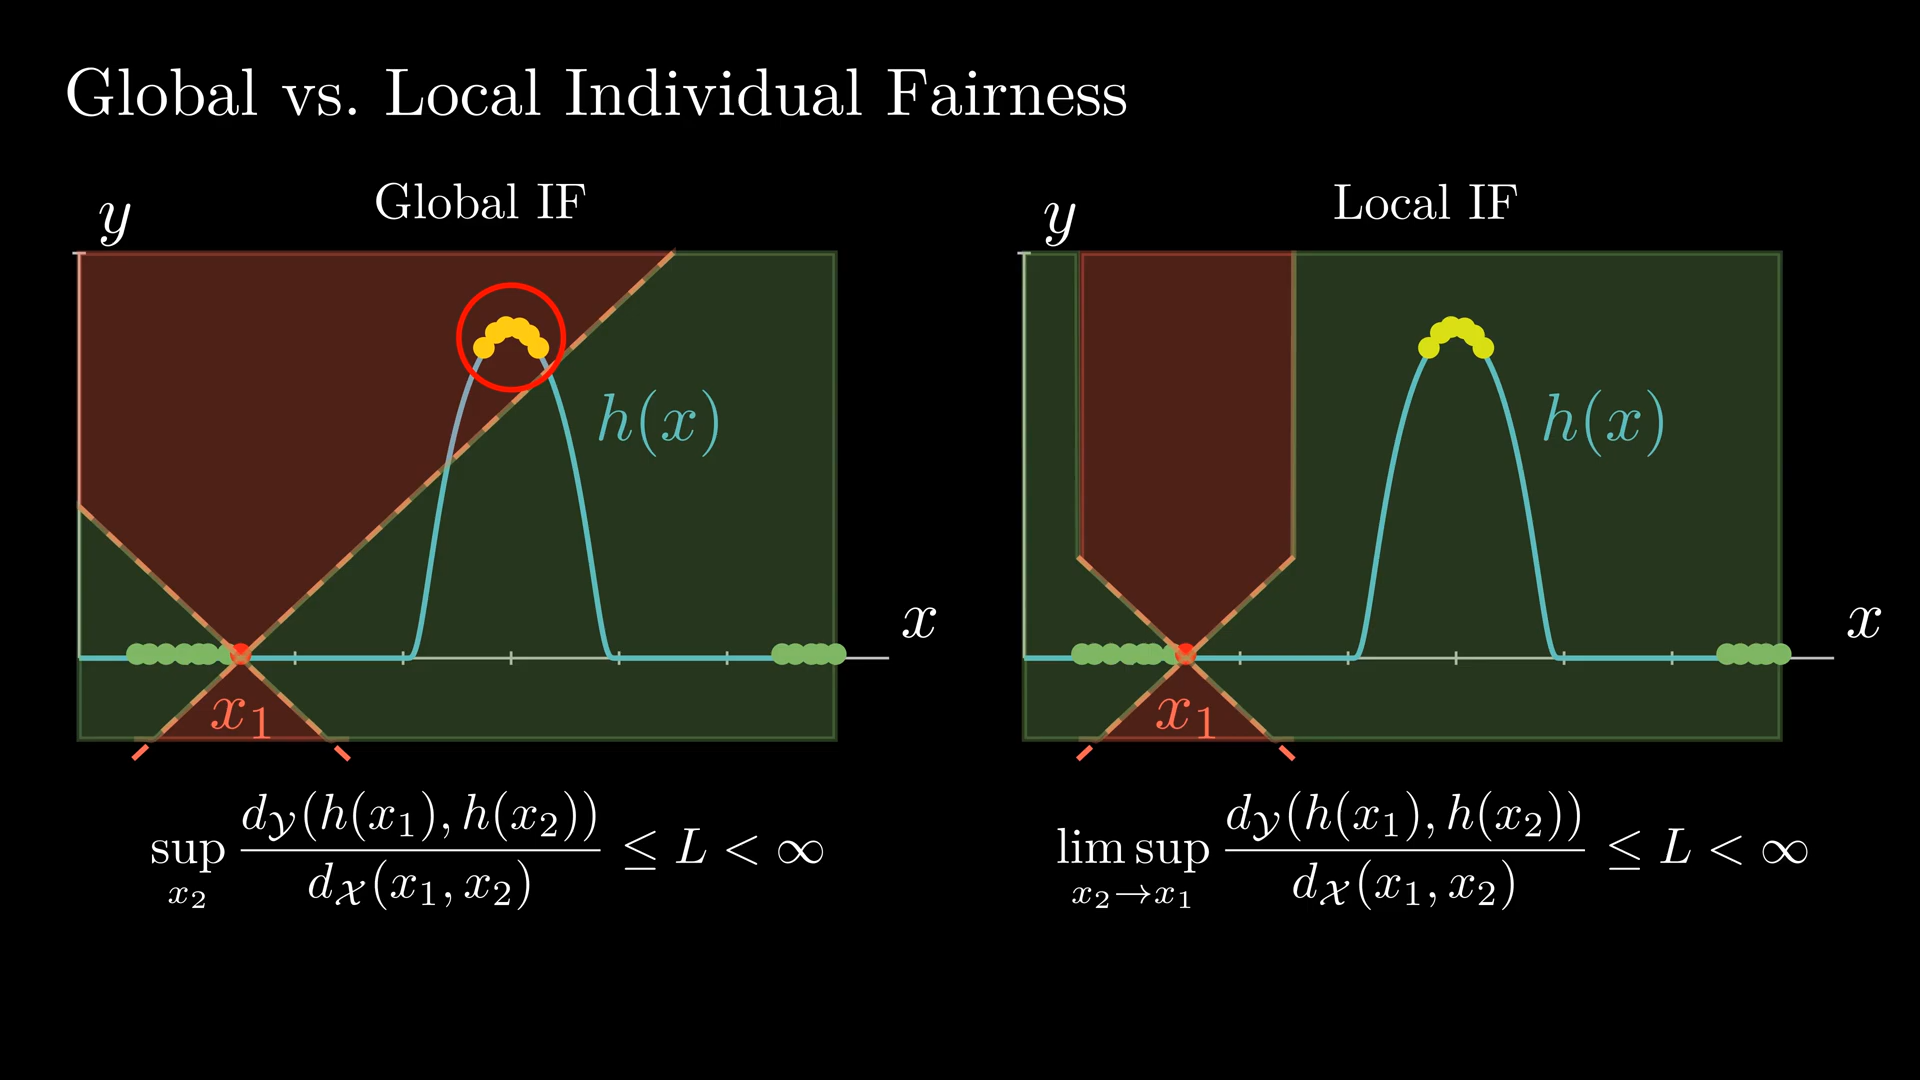 Global vs. Local Individual Fairness
Global IF
y
h(x)
x
x₁
sup_{x₂} d_𝒴(h(x₁), h(x₂)) / d_𝒳(x₁, x₂) ≤ L < ∞
Local IF
y
h(x)
x
x₁
lim sup_{x₂→x₁} d_𝒴(h(x₁), h(x₂)) / d_𝒳(x₁, x₂) ≤ L < ∞